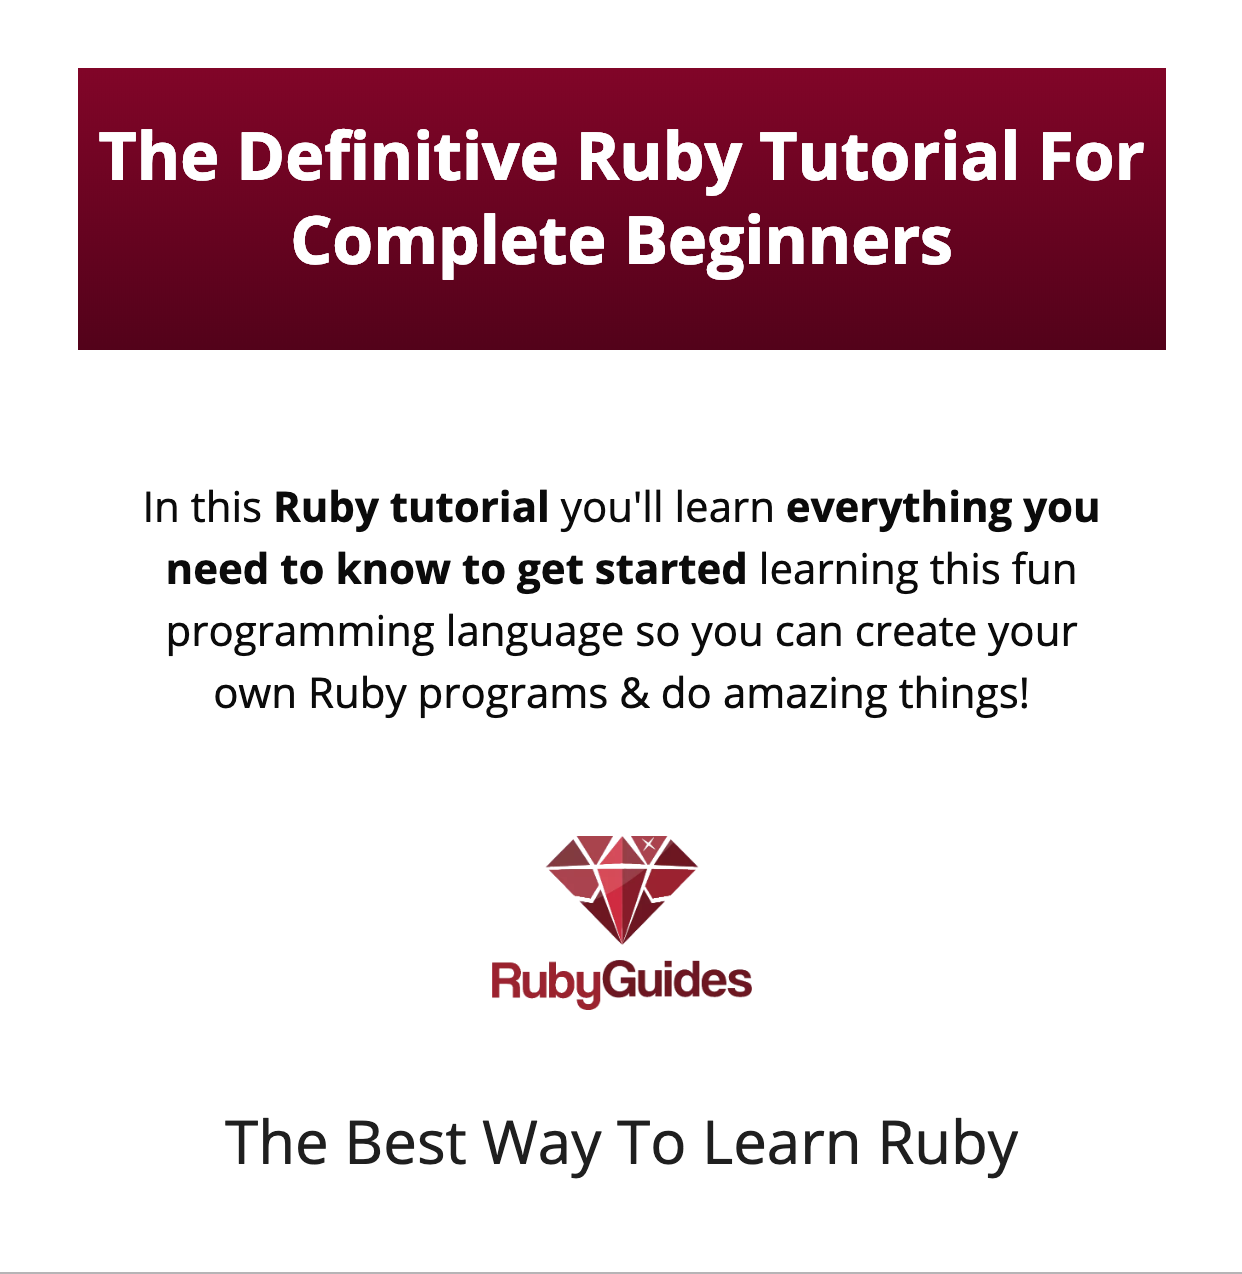 The Definitive Ruby Tutorial For
Complete Beginners
In this Ruby tutorial you'll learn everything you
need to know to get started learning this fun
programming language so you can create your
own Ruby programs & do amazing things!
RubyGuides
The Best Way To Learn Ruby